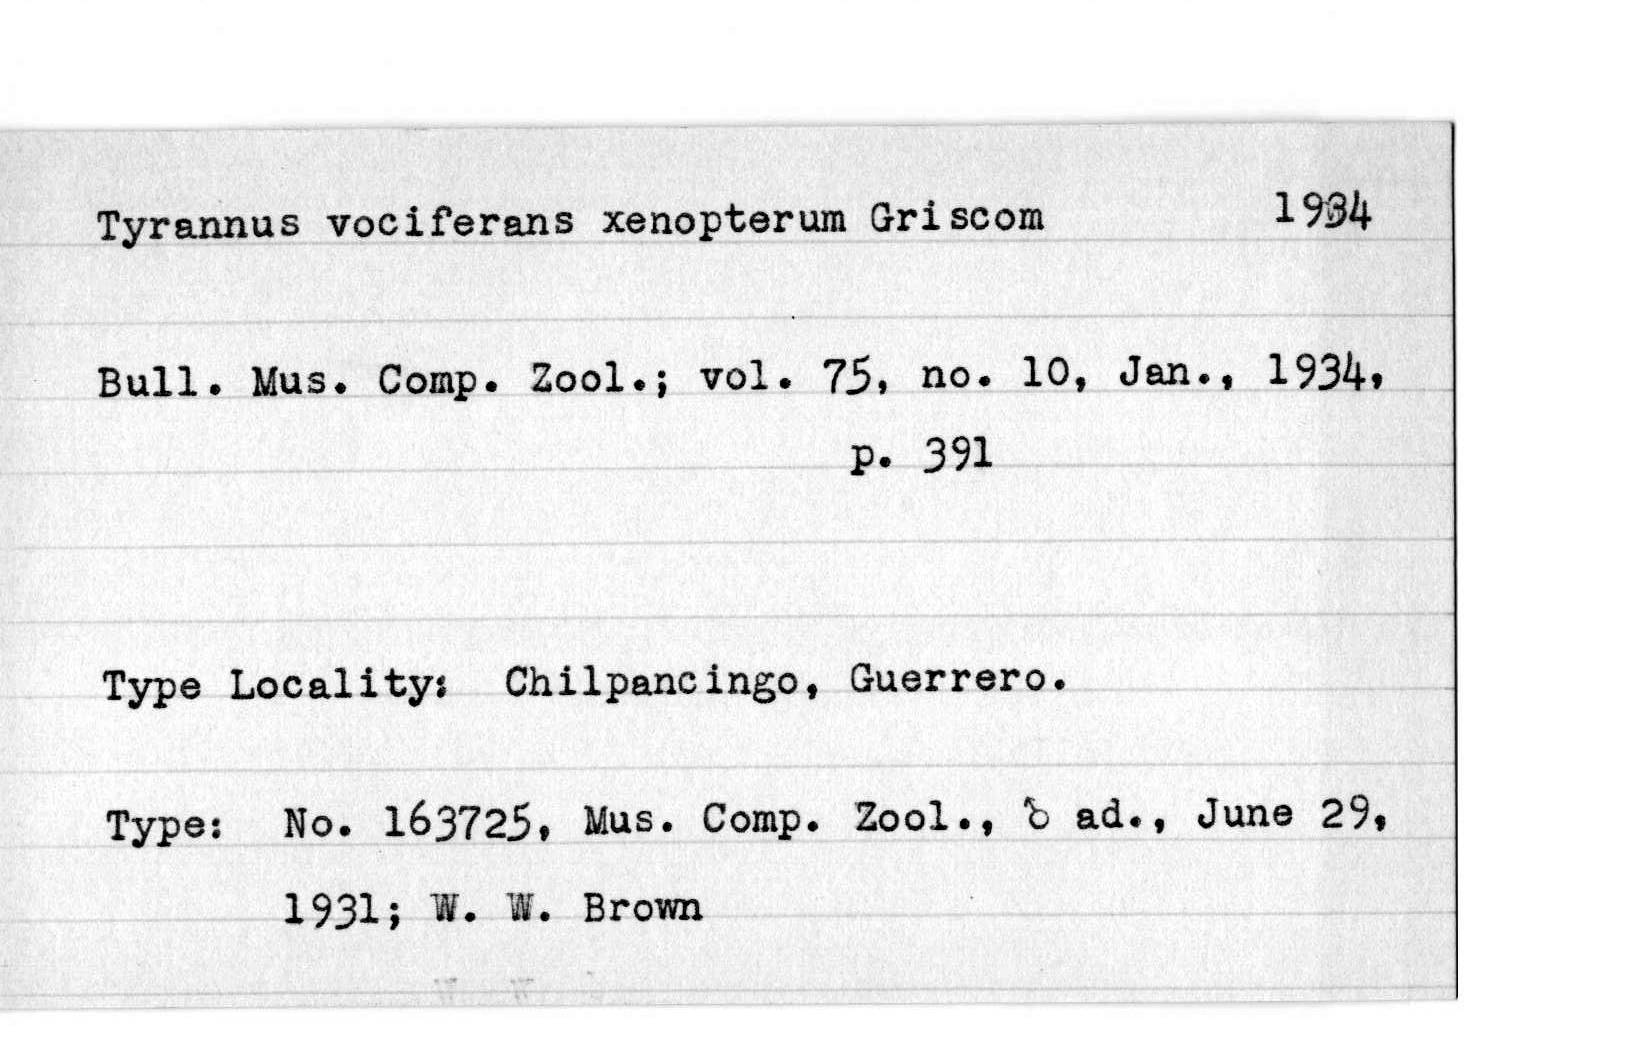 Tyrannus vociferans xenopterum Griscom 1934
Bull. Mus. Comp. Zool.; vol. 75, no. 10, Jan., 1934,
p. 391
Type Locality: Chilpancingo, Guerrero.
Type: No. 163725, Mus. Comp. Zool., ♂ ad., June 29,
1931; W. W. Brown